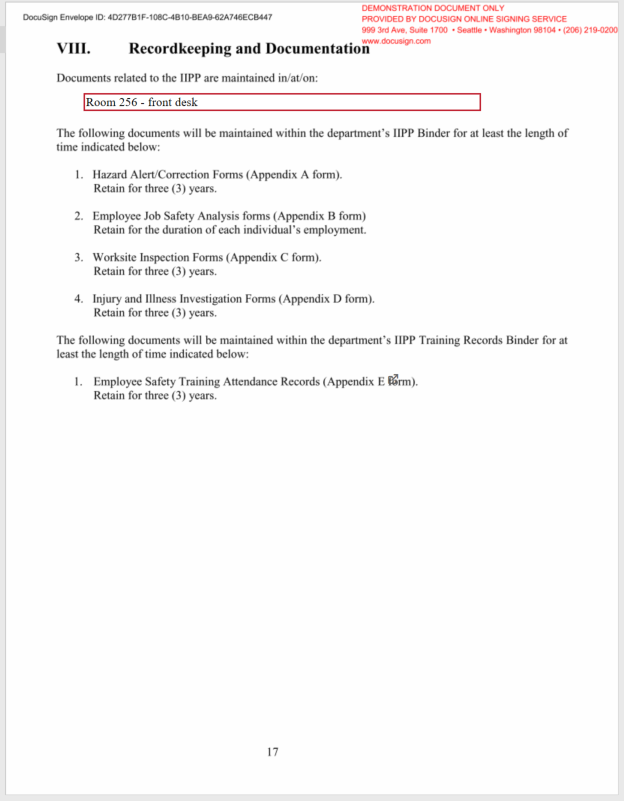 DocuSign Envelope ID: 4D277B1F-108C-4B10-BEA9-62A746ECB447
DEMONSTRATION DOCUMENT ONLY
PROVIDED BY DOCUSIGN ONLINE SIGNING SERVICE
999 3rd Ave, Suite 1700 • Seattle • Washington 98104 • (206) 219-0200
www.docusign.com
VIII. Recordkeeping and Documentation
Documents related to the IIPP are maintained in/at/on:
Room 256 - front desk
The following documents will be maintained within the department's IIPP Binder for at least the length of
time indicated below:
1. Hazard Alert/Correction Forms (Appendix A form).
Retain for three (3) years.
2. Employee Job Safety Analysis forms (Appendix B form)
Retain for the duration of each individual's employment.
3. Worksite Inspection Forms (Appendix C form).
Retain for three (3) years.
4. Injury and Illness Investigation Forms (Appendix D form).
Retain for three (3) years.
The following documents will be maintained within the department's IIPP Training Records Binder for at
least the length of time indicated below:
1. Employee Safety Training Attendance Records (Appendix E form).
Retain for three (3) years.
17